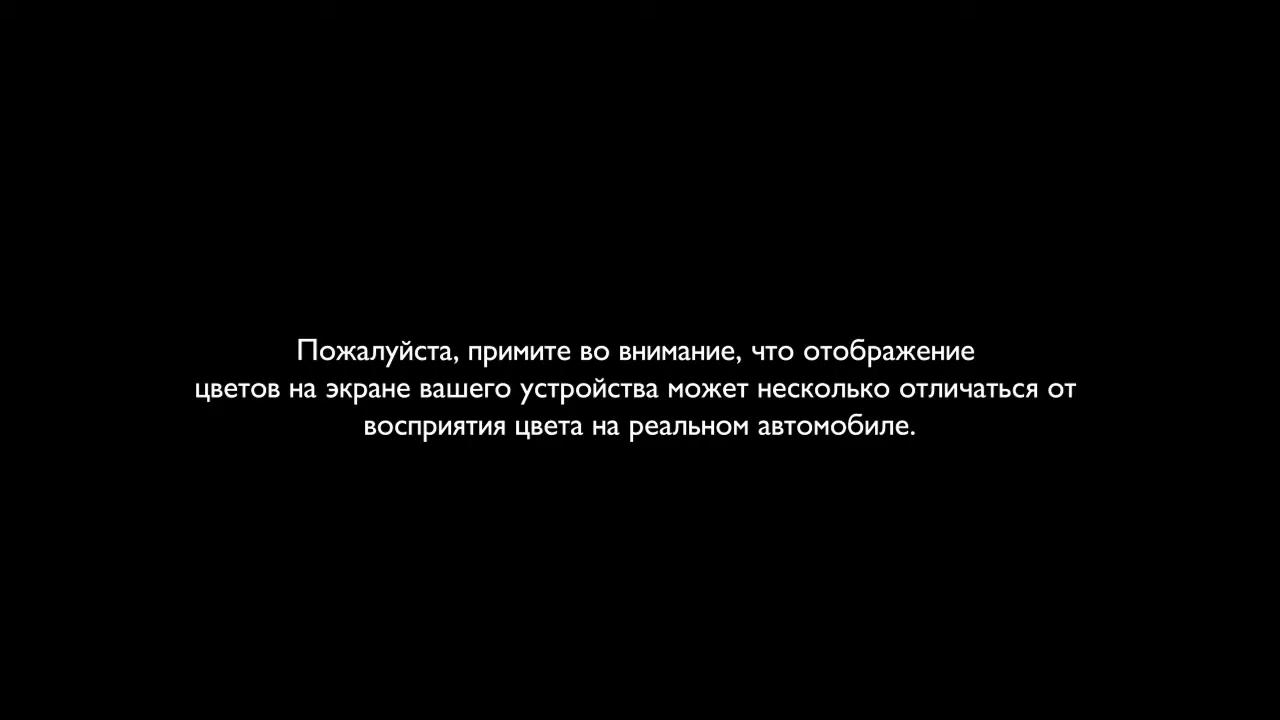 Пожалуйста, примите во внимание, что отображение
цветов на экране вашего устройства может несколько отличаться от
восприятия цвета на реальном автомобиле.